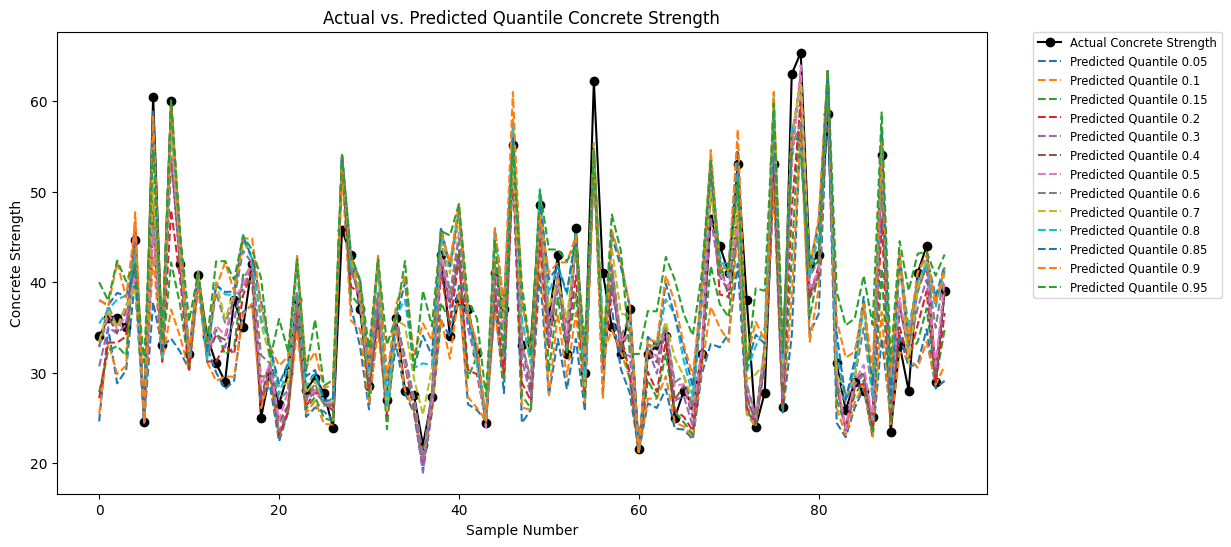 Actual vs. Predicted Quantile Concrete Strength
Concrete Strength
60
50
40
30
20
0
20
40
60
80
Sample Number
Actual Concrete Strength
Predicted Quantile 0.05
Predicted Quantile 0.1
Predicted Quantile 0.15
Predicted Quantile 0.2
Predicted Quantile 0.3
Predicted Quantile 0.4
Predicted Quantile 0.5
Predicted Quantile 0.6
Predicted Quantile 0.7
Predicted Quantile 0.8
Predicted Quantile 0.85
Predicted Quantile 0.9
Predicted Quantile 0.95